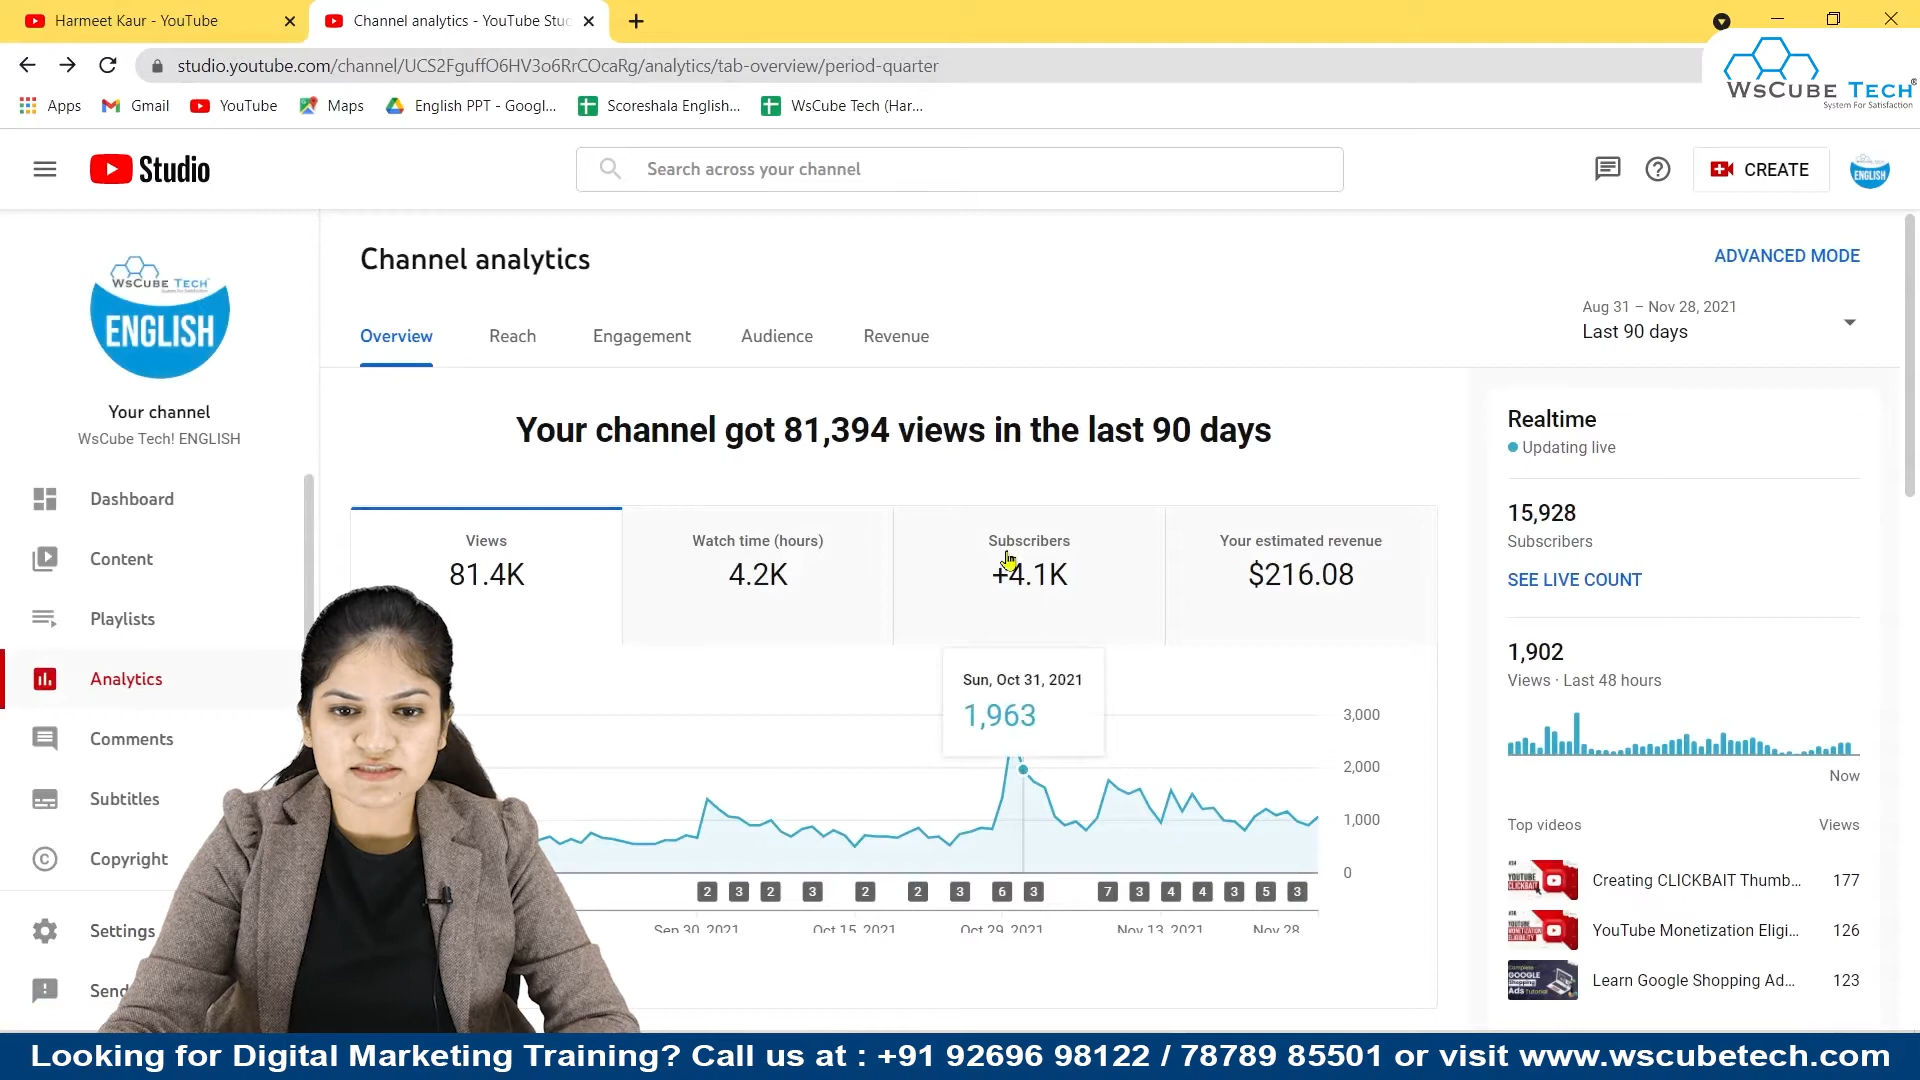 Harmeet Kaur - YouTube
Channel analytics - YouTube Stuc
studio.youtube.com/channel/UCS2FguffO6HV3o6RrCOcaRg/analytics/tab-overview/period-quarter
WSCUBE TECH®
System For Satisfaction
Apps
Gmail
YouTube
Maps
English PPT - Googl...
Scoreshala English...
WsCube Tech (Har...
Studio
Search across your channel
CREATE
ENGLISH
WSCUBE TECH
ENGLISH
Your channel
WsCube Tech! ENGLISH
Dashboard
Content
Playlists
Analytics
Comments
Subtitles
Copyright
Settings
Send
Channel analytics
ADVANCED MODE
Aug 31 – Nov 28, 2021
Last 90 days
Overview
Reach
Engagement
Audience
Revenue
Your channel got 81,394 views in the last 90 days
Views
81.4K
Watch time (hours)
4.2K
Subscribers
+4.1K
Your estimated revenue
$216.08
Sun, Oct 31, 2021
1,963
3,000
2,000
1,000
0
2 3 2 3 2 2 3 6 3 7 3 4 4 3 5 3
Sep 30, 2021
Oct 15, 2021
Oct 29, 2021
Nov 13, 2021
Nov 28
Realtime
Updating live
15,928
Subscribers
SEE LIVE COUNT
1,902
Views · Last 48 hours
Now
Top videos
Views
YOUTUBE
CLICKBAIT
Creating CLICKBAIT Thumb...
177
YOUTUBE
MONETIZATION
ELIGIBILITY
YouTube Monetization Eligi...
126
GOOGLE
Ads Tutorial
Learn Google Shopping Ad...
123
Looking for Digital Marketing Training? Call us at : +91 92696 98122 / 78789 85501 or visit www.wscubetech.com